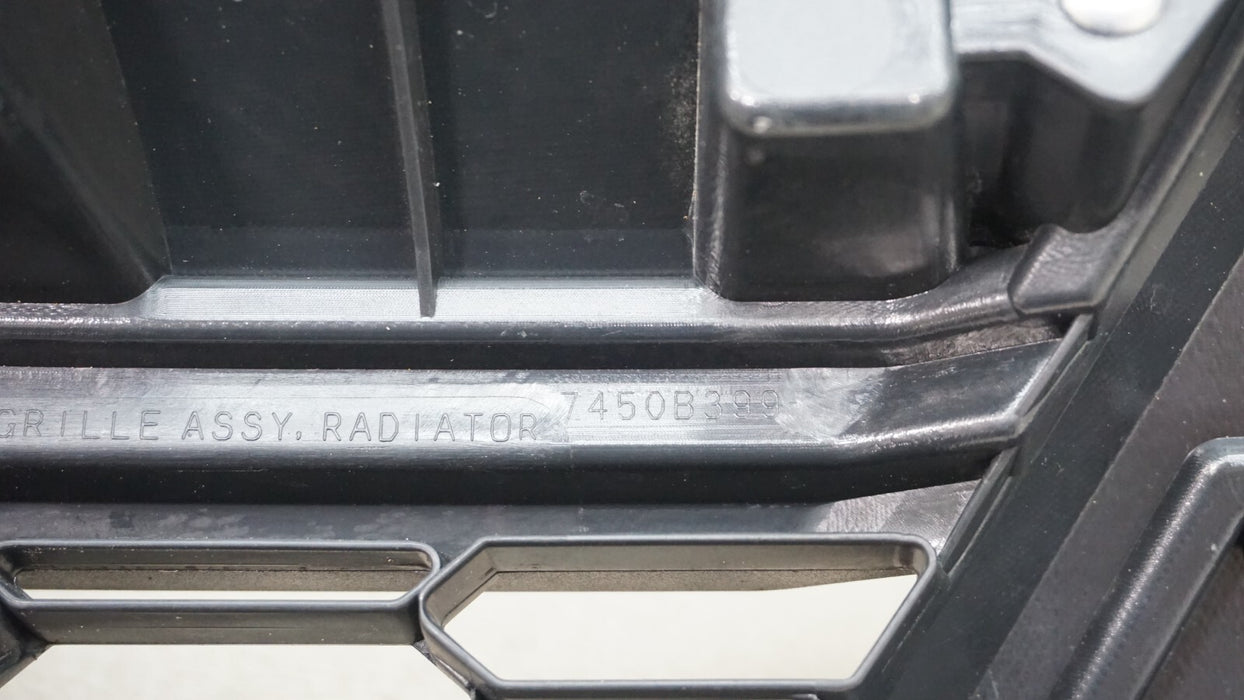 GRILLE ASSY, RADIATOR 7450B399